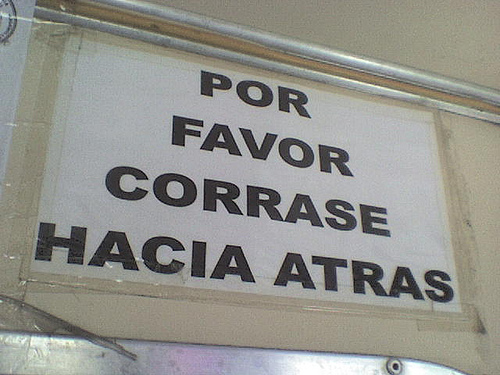 POR
FAVOR
CORRASE
HACIA ATRAS